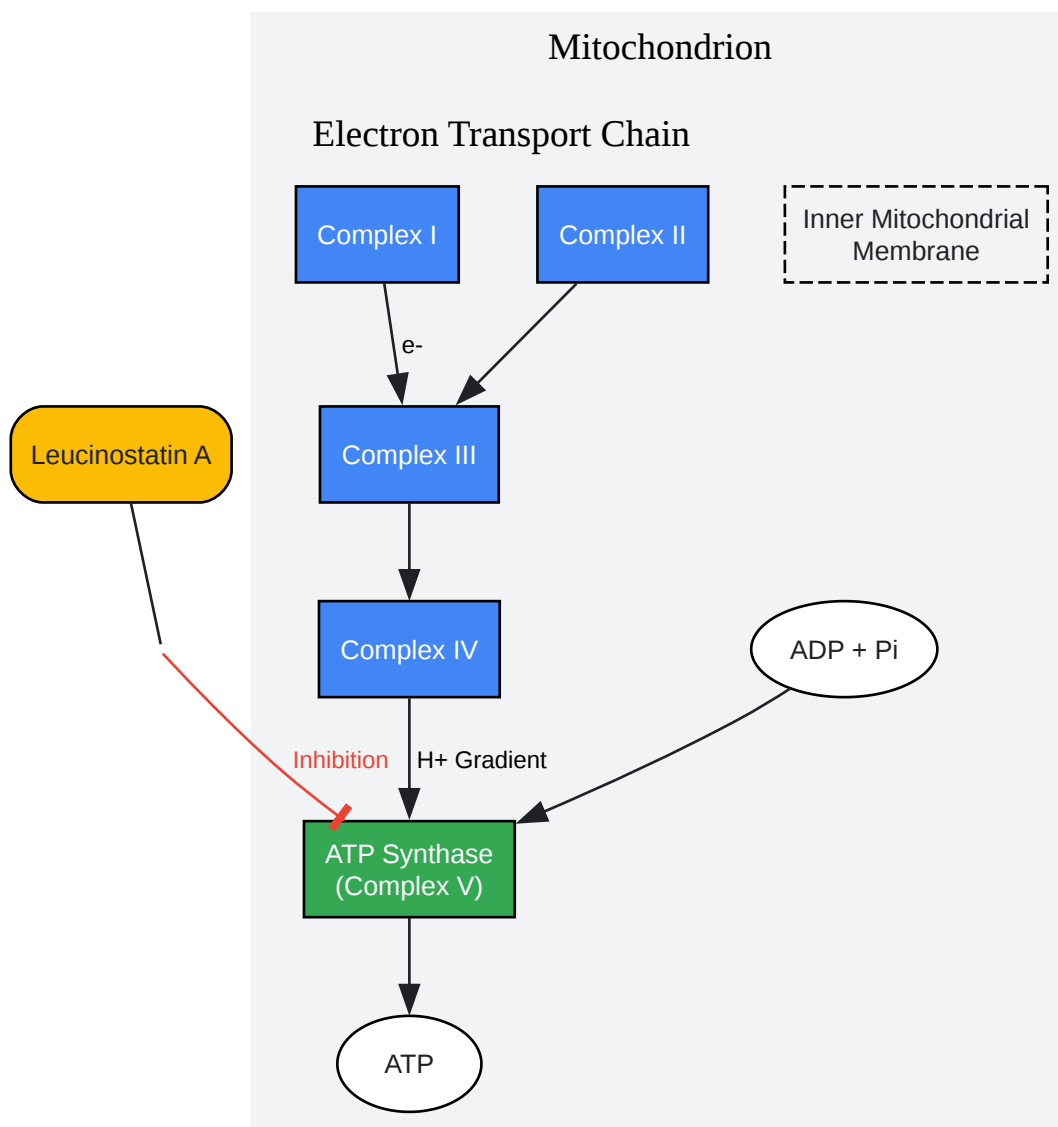 Mitochondrion
Electron Transport Chain
Complex I
Complex II
Inner Mitochondrial
Membrane
e-
Leucinostatin A
Complex III
Complex IV
ADP + Pi
Inhibition
H+ Gradient
ATP Synthase
(Complex V)
ATP